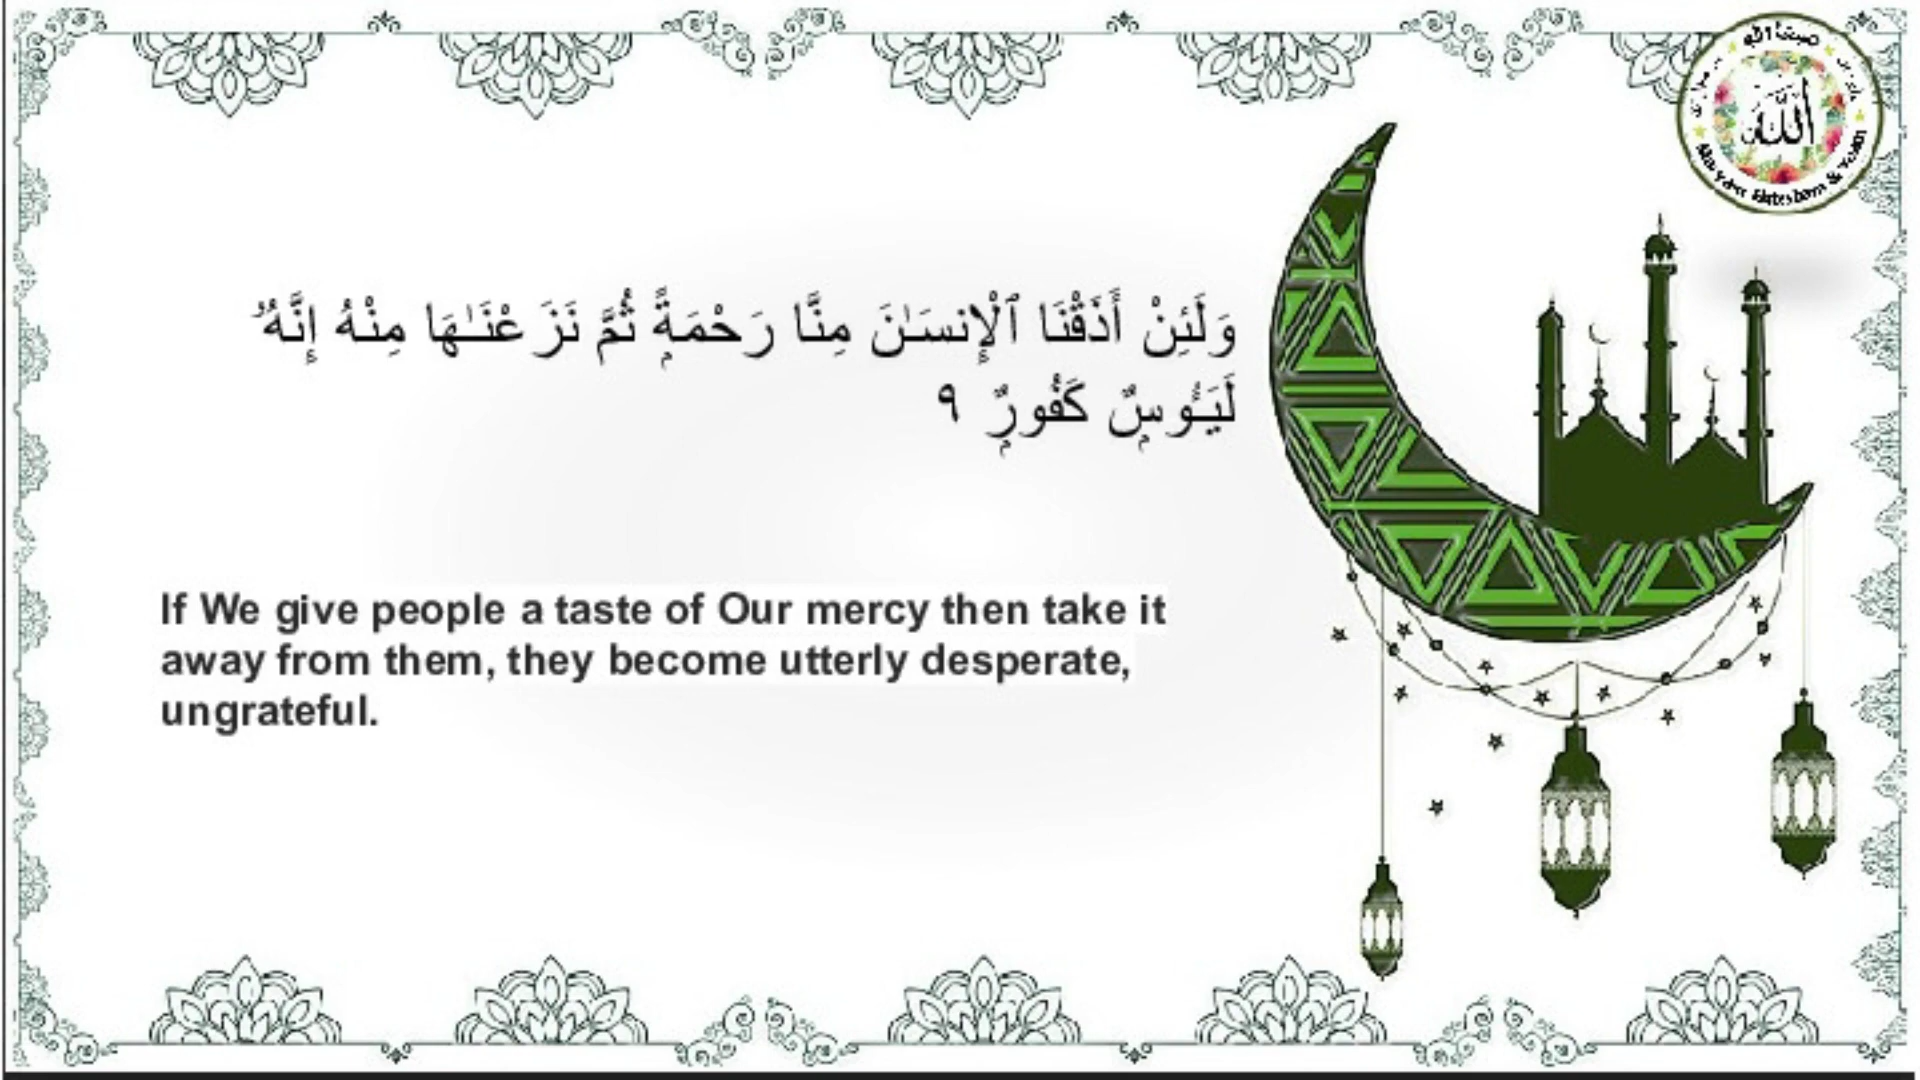 وَلَئِنْ أَذَقْنَا ٱلْإِنسَـٰنَ مِنَّا رَحْمَةًۭ ثُمَّ نَزَعْنَـٰهَا مِنْهُ إِنَّهُۥ
لَيَـُٔوسٌۭ كَفُورٌۭ ٩
If We give people a taste of Our mercy then take it
away from them, they become utterly desperate,
ungrateful.
الله